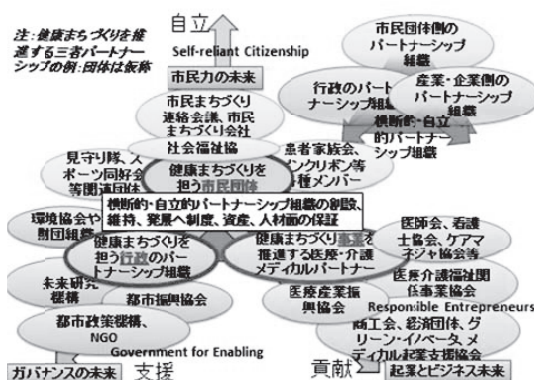 注：健康まちづくりを推
進する三者パートナー
シップの例：団体は仮称
自立
Self-reliant Citizenship
市民力の未来
市民団体側の
パートナーシップ
組織
行政のパート
ナーシップ組織
産業・企業側の
パートナーシップ
組織
横断的・自立
的パートナー
シップ組織
市民まちづくり
連絡会議、市民
まちづくり会社
社会福祉協
見守り隊、ス
ポーツ同好会
等関連団体
健康まちづくりを
担う市民団体
患者家族会、
ピンクリボン等
各種メンバー
横断的・自立的パートナーシップ組織の創設、
維持、発展へ制度、資産、人材面の保証
環境協会や
財団組織
健康まちづくりを
担う行政のパー
トナーシップ組織
健康まちづくり事業を
推進する医療・介護
メディカルパートナー
医師会、看護
士協会、ケアマ
ネジャ協会等
未来研究
機構
都市振興協会
医療産業振
興協会
医療介護福祉関
係事業協会
都市政策機構、
NGO
Responsible Entrepreneurs
商工会、経済団体、グ
リーン・イノベータ、メ
ディカル起業支援協会
Government for Enabling
ガバナンスの未来
支援
貢献
起業とビジネス未来